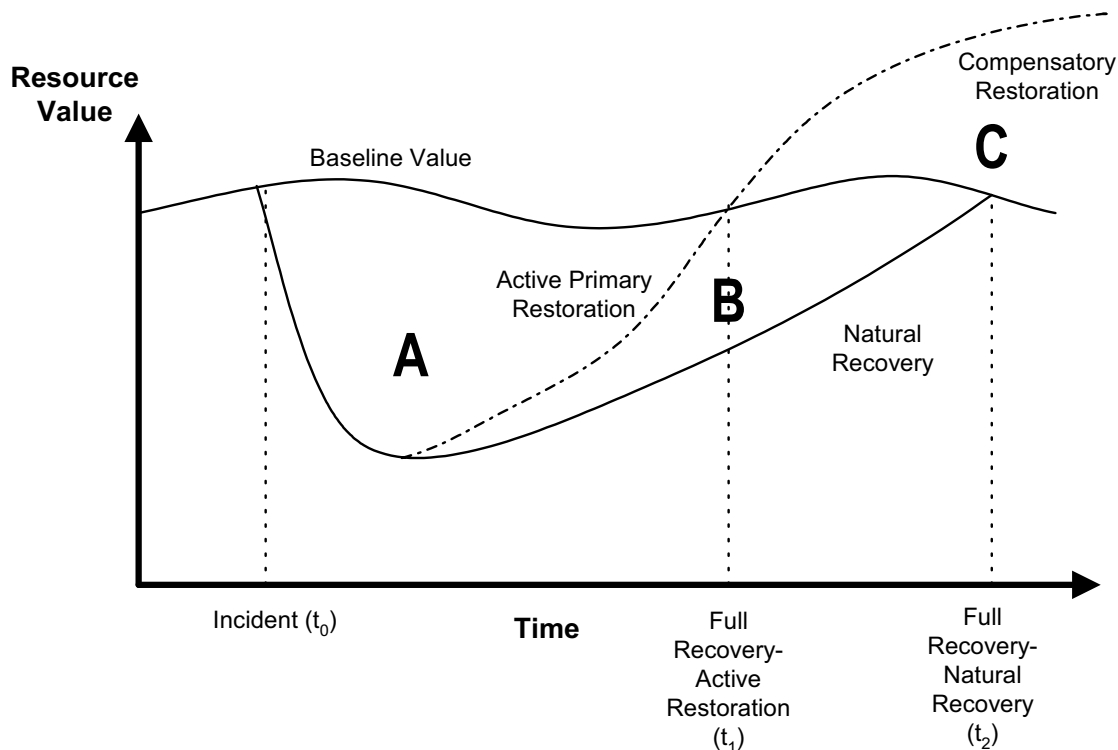 Compensatory
Restoration
Resource
Value
C
Baseline Value
Active Primary
Restoration
B
A
Natural
Recovery
Incident (t0)
Time
Full
Recovery-
Active
Restoration
(t1)
Full
Recovery-
Natural
Recovery
(t2)